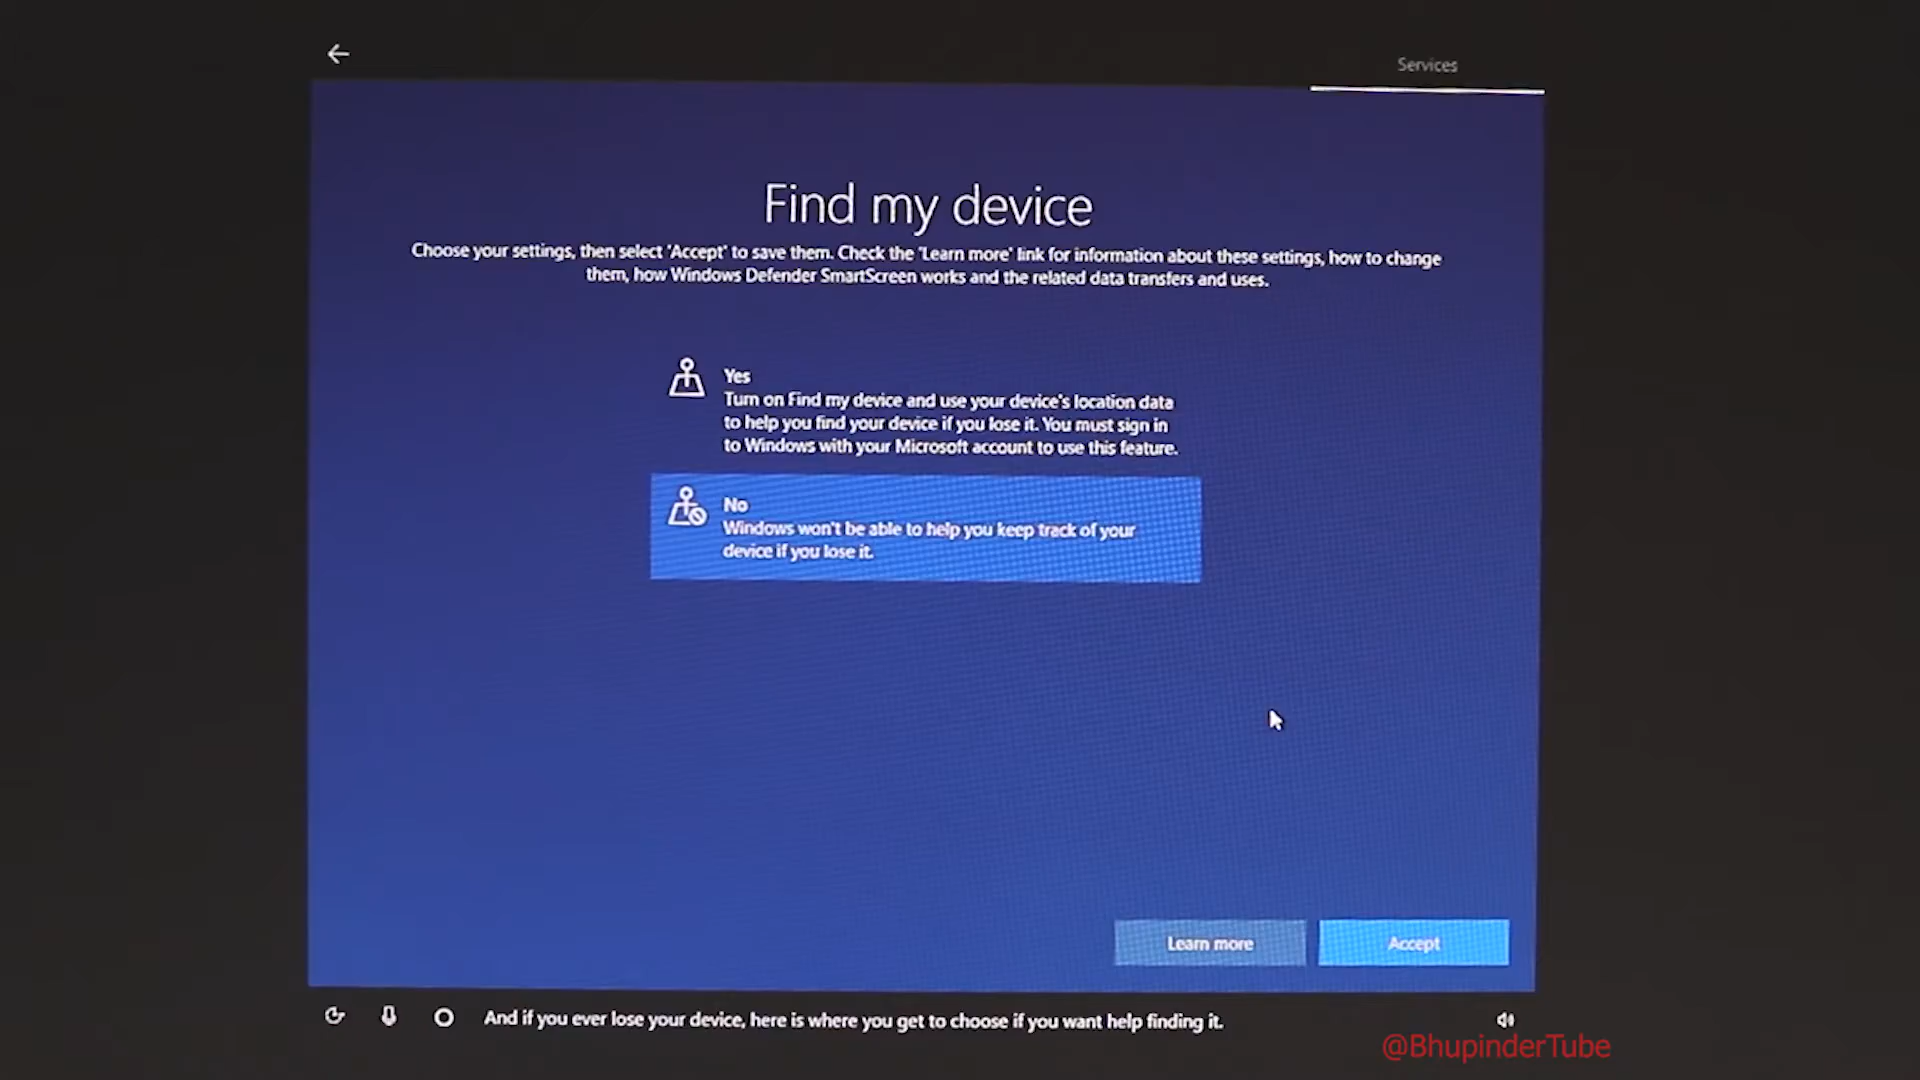 Services
Find my device
Choose your settings, then select 'Accept' to save them. Check the 'Learn more' link for information about these settings, how to change
them, how Windows Defender SmartScreen works and the related data transfers and uses.
Yes
Turn on Find my device and use your device's location data
to help you find your device if you lose it. You must sign in
to Windows with your Microsoft account to use this feature.
No
Windows won't be able to help you keep track of your
device if you lose it.
Learn more
Accept
And if you ever lose your device, here is where you get to choose if you want help finding it.
@BhupinderTube